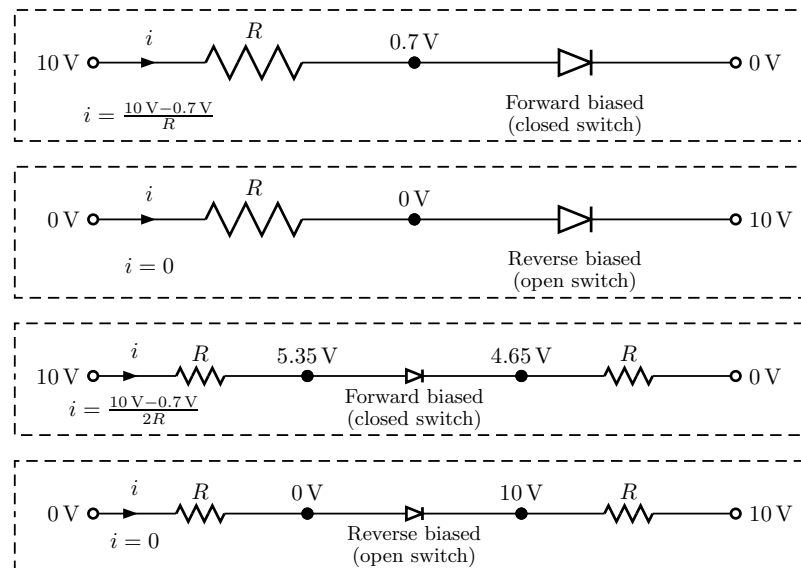 i R 0.7 V
10 V 0 V
i = \frac{10 V−0.7 V}{R} Forward biased
(closed switch)
i R 0 V
0 V 10 V
i = 0 Reverse biased
(open switch)
i R 5.35 V 4.65 V R
10 V 0 V
i = \frac{10 V−0.7 V}{2R} Forward biased
(closed switch)
i R 0 V 10 V R
0 V 10 V
i = 0 Reverse biased
(open switch)